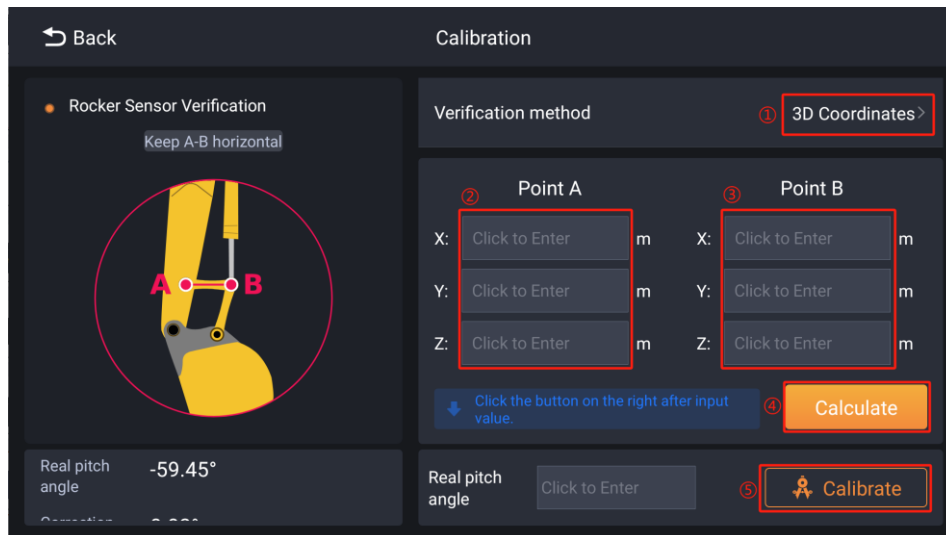 Back
Calibration
Rocker Sensor Verification
Keep A-B horizontal
A B
Verification method
① 3D Coordinates>
② Point A
③ Point B
X: Click to Enter m X: Click to Enter m
Y: Click to Enter m Y: Click to Enter m
Z: Click to Enter m Z: Click to Enter m
Click the button on the right after input
value.
④ Calculate
Real pitch
angle
-59.45°
Real pitch
angle
Click to Enter
⑤ Calibrate